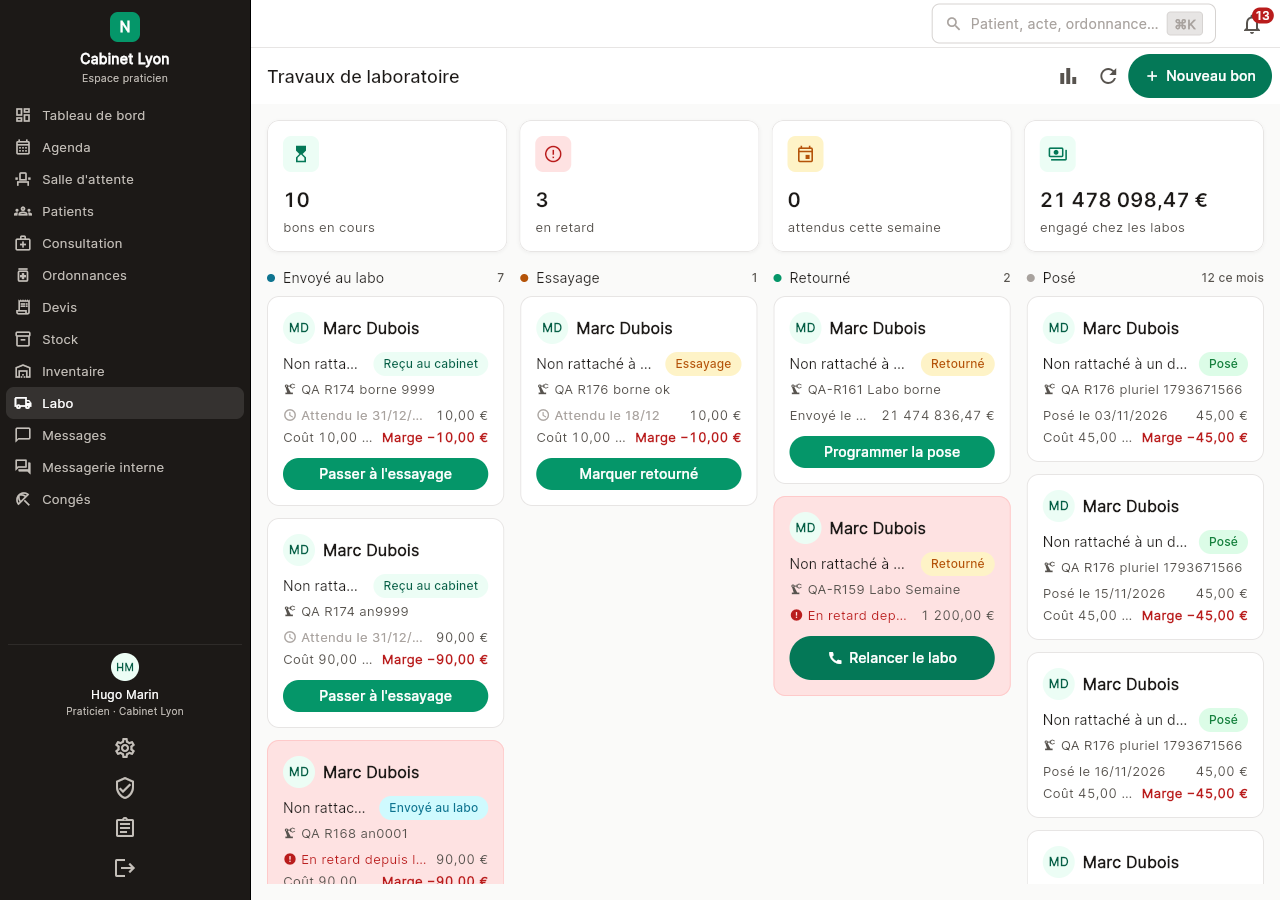 N
Cabinet Lyon
Espace praticien
Tableau de bord
Agenda
Salle d'attente
Patients
Consultation
Ordonnances
Devis
Stock
Inventaire
Labo
Messages
Messagerie interne
Congés
HM
Hugo Marin
Praticien · Cabinet Lyon
Patient, acte, ordonnance... ⌘K
13
Travaux de laboratoire
+ Nouveau bon
10
bons en cours
3
en retard
0
attendus cette semaine
21 478 098,47 €
engagé chez les labos
Envoyé au labo 7
MD Marc Dubois
Non ratta... Reçu au cabinet
QA R174 borne 9999
Attendu le 31/12/... 10,00 €
Coût 10,00 ... Marge −10,00 €
Passer à l'essayage
MD Marc Dubois
Non ratta... Reçu au cabinet
QA R174 an9999
Attendu le 31/12/... 90,00 €
Coût 90,00 ... Marge −90,00 €
Passer à l'essayage
MD Marc Dubois
Non rattac... Envoyé au labo
QA R168 an0001
En retard depuis l... 90,00 €
Coût 90,00 ... Marge −90,00 €
Essayage 1
MD Marc Dubois
Non rattaché à ... Essayage
QA R176 borne ok
Attendu le 18/12 10,00 €
Coût 10,00 ... Marge −10,00 €
Marquer retourné
Retourné 2
MD Marc Dubois
Non rattaché à ... Retourné
QA-R161 Labo borne
Envoyé le ... 21 474 836,47 €
Programmer la pose
MD Marc Dubois
Non rattaché à ... Retourné
QA-R159 Labo Semaine
En retard dep... 1 200,00 €
Relancer le labo
Posé 12 ce mois
MD Marc Dubois
Non rattaché à un d... Posé
QA R176 pluriel 1793671566
Posé le 03/11/2026 45,00 €
Coût 45,00 ... Marge −45,00 €
MD Marc Dubois
Non rattaché à un d... Posé
QA R176 pluriel 1793671566
Posé le 15/11/2026 45,00 €
Coût 45,00 ... Marge −45,00 €
MD Marc Dubois
Non rattaché à un d... Posé
QA R176 pluriel 1793671566
Posé le 16/11/2026 45,00 €
Coût 45,00 ... Marge −45,00 €
MD Marc Dubois